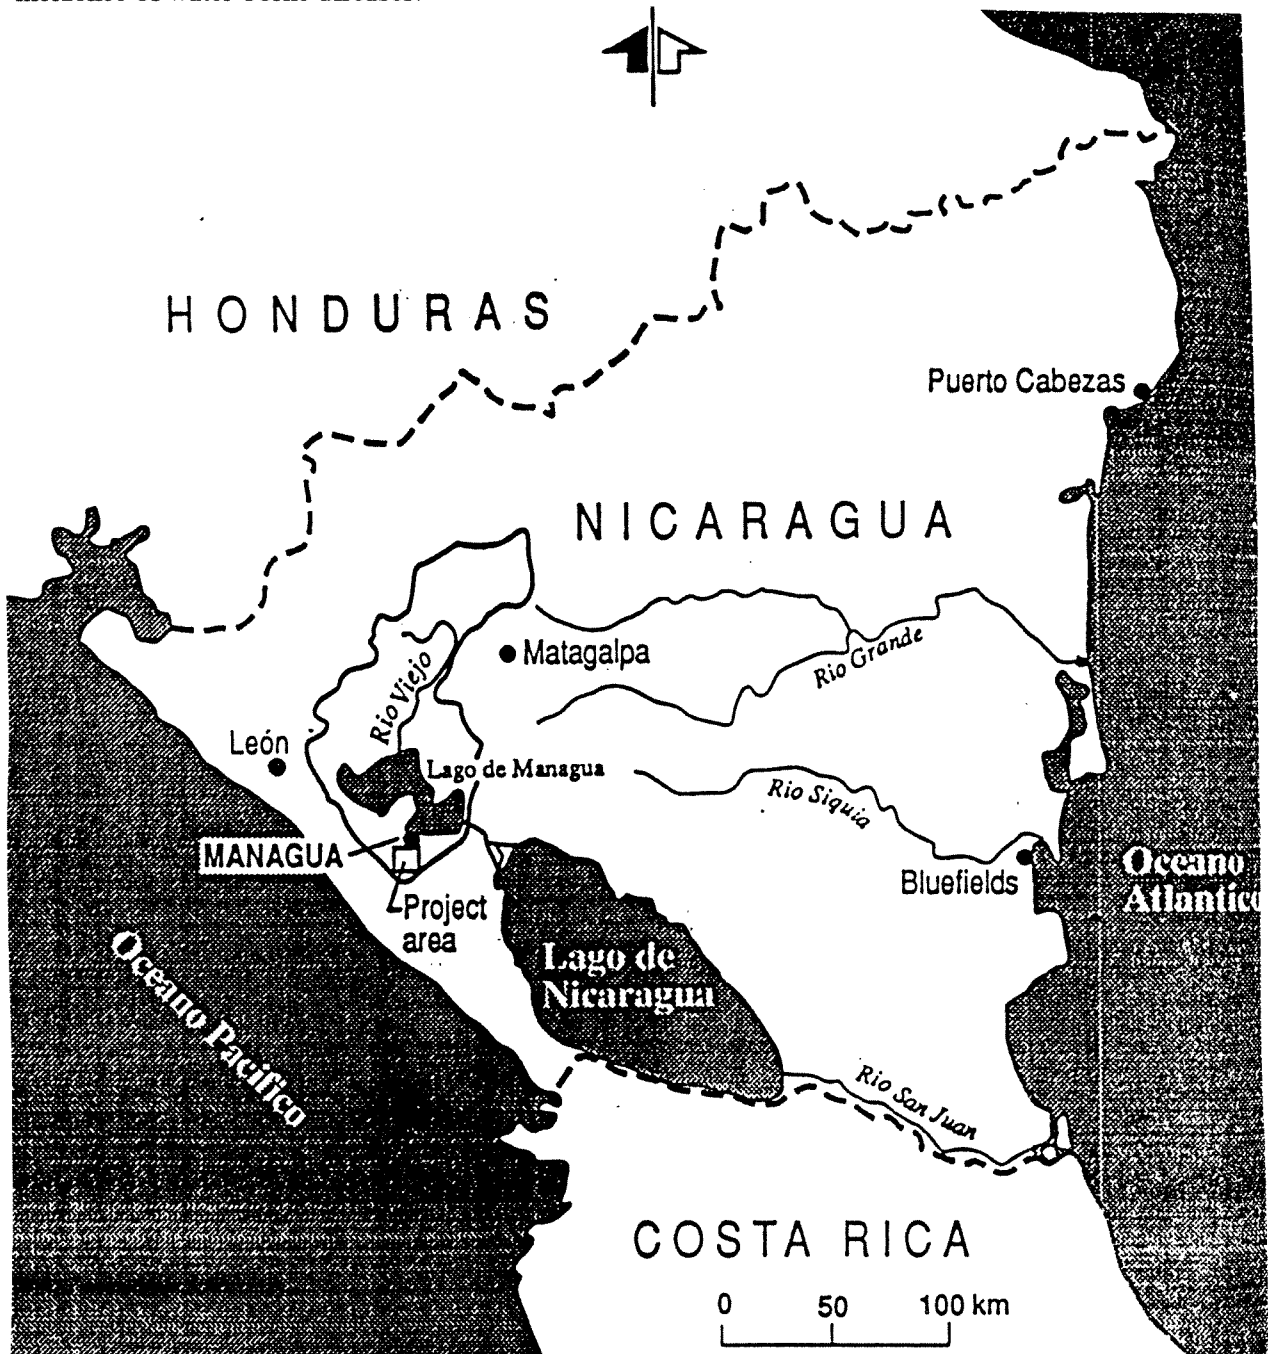 HONDURAS
Puerto Cabezas
NICARAGUA
Matagalpa
Rio Grande
Rio Viejo
León
Lago de Managua
Rio Siquia
MANAGUA
Bluefields
Oceano
Atlantico
Project
area
Lago de
Nicaragua
Oceano Pacifico
Rio San Juan
COSTA RICA
0 50 100 km